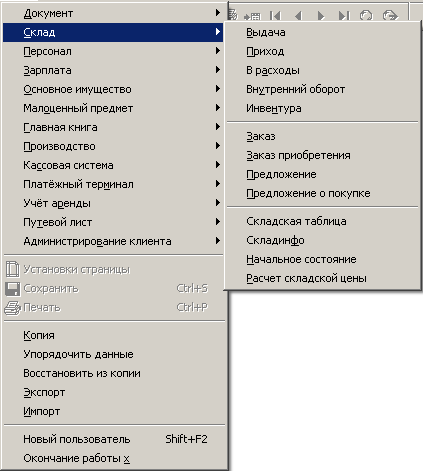 Документ
Склад
Персонал
Зарплата
Основное имущество
Малоценный предмет
Главная книга
Производство
Кассовая система
Платёжный терминал
Учёт аренды
Путевой лист
Администрирование клиента
Установки страницы
Сохранить Ctrl+S
Печать Ctrl+P
Копия
Упорядочить данные
Восстановить из копии
Экспорт
Импорт
Новый пользователь Shift+F2
Окончание работы x
Выдача
Приход
В расходы
Внутренний оборот
Инвентура
Заказ
Заказ приобретения
Предложение
Предложение о покупке
Складская таблица
Складинфо
Начальное состояние
Расчет складской цены